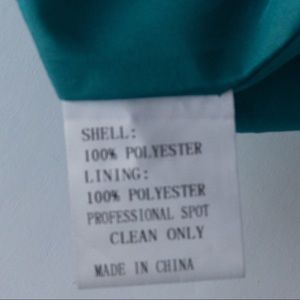 SHELL:
100% POLYESTER
LINING:
100% POLYESTER
PROFESSIONAL SPOT
CLEAN ONLY
MADE IN CHINA